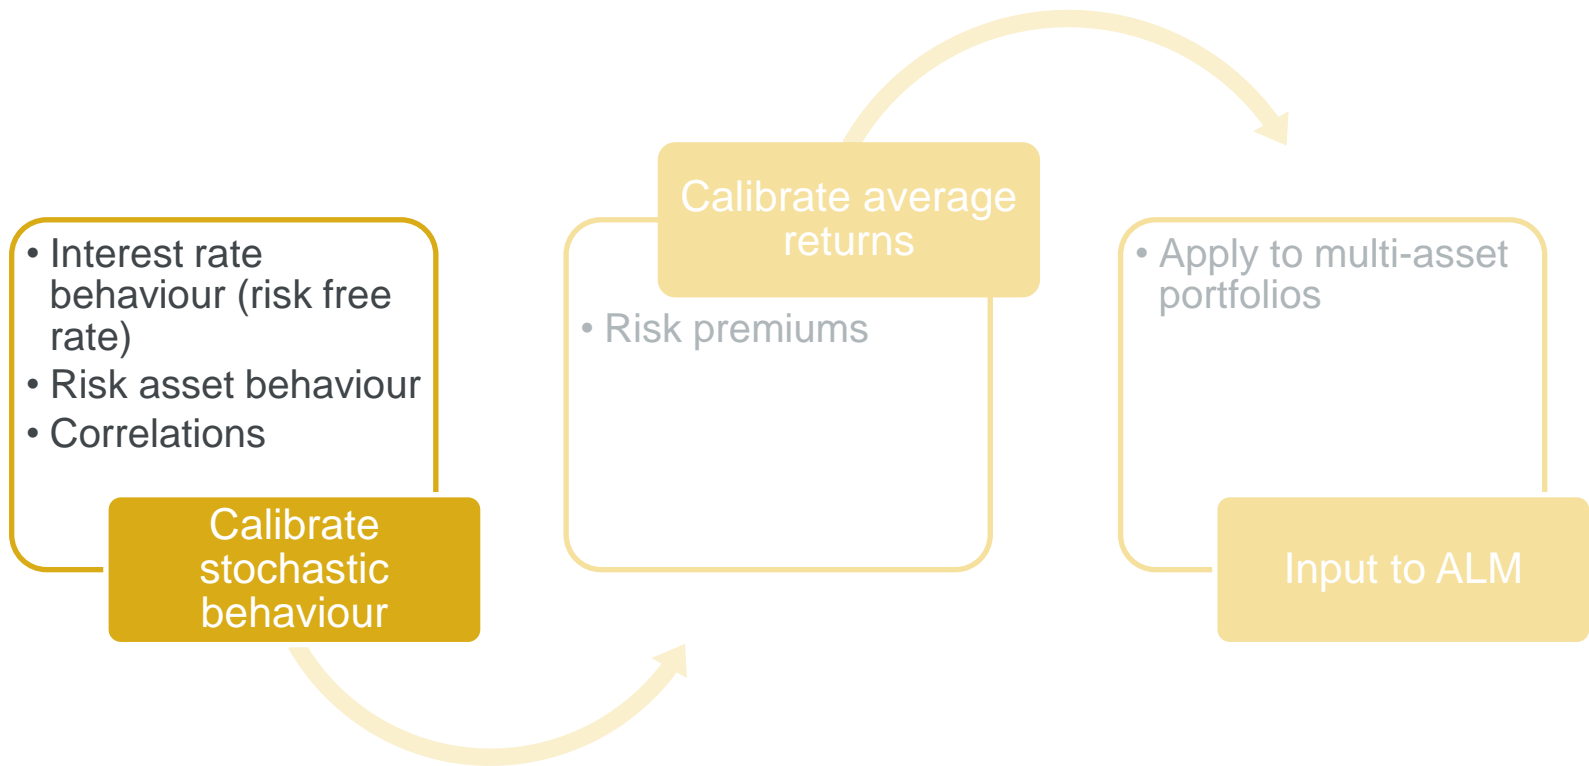 • Interest rate
behaviour (risk free
rate)
• Risk asset behaviour
• Correlations
Calibrate
stochastic
behaviour
Calibrate average
returns
• Risk premiums
• Apply to multi-asset
portfolios
Input to ALM